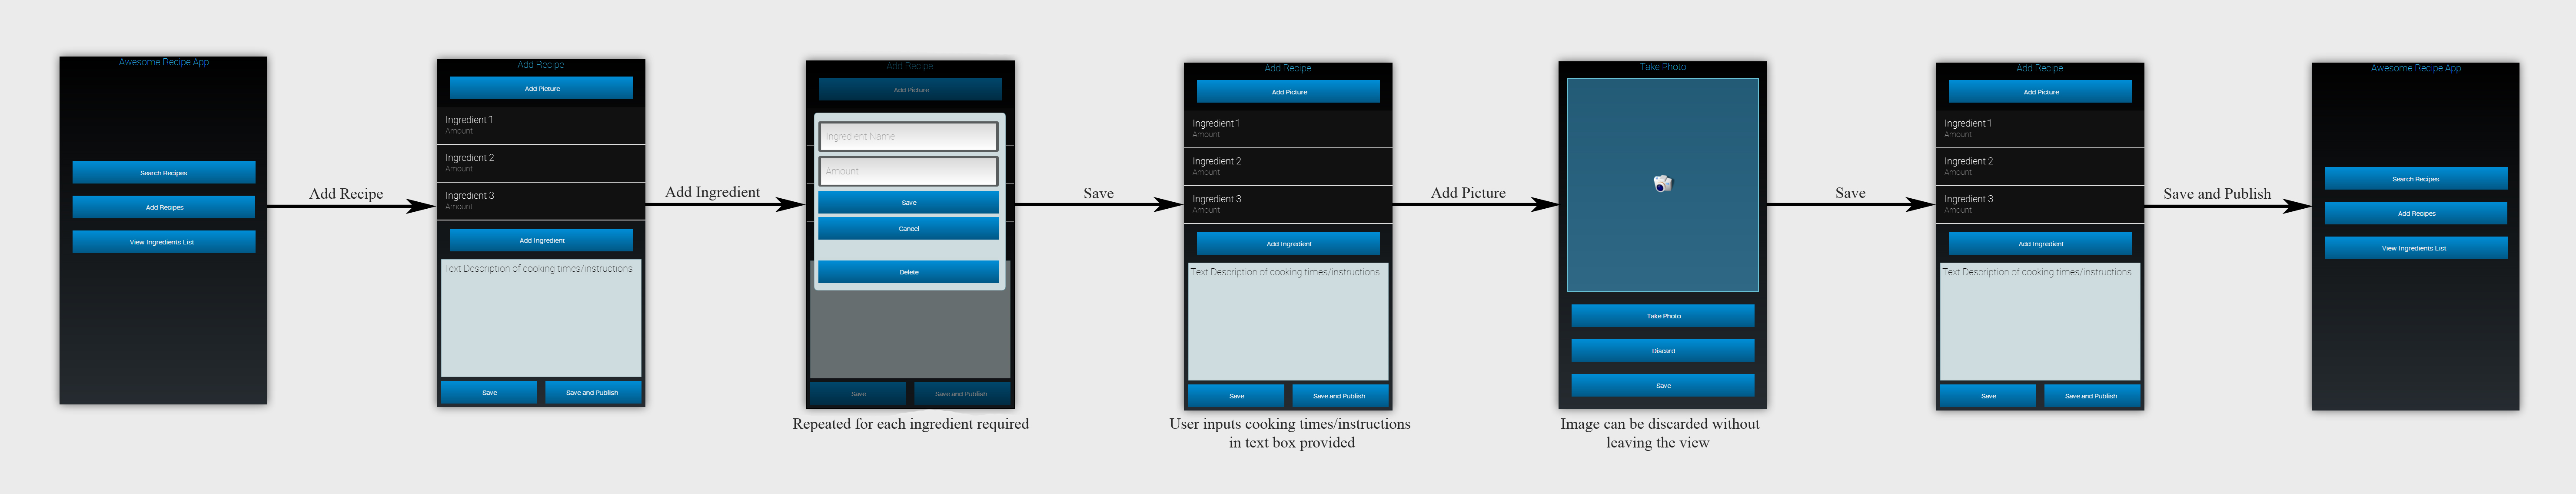 Awesome Recipe App
Search Recipes
Add Recipes
View Ingredients List
Add Recipe
Add Recipe
Add Picture
Ingredient 1
Amount
Ingredient 2
Amount
Ingredient 3
Amount
Add Ingredient
Text Description of cooking times/instructions
Save
Save and Publish
Add Ingredient
Add Recipe
Add Picture
Ingredient Name
Amount
Save
Cancel
Delete
Save
Save and Publish
Repeated for each ingredient required
Save
Add Recipe
Add Picture
Ingredient 1
Amount
Ingredient 2
Amount
Ingredient 3
Amount
Add Ingredient
Text Description of cooking times/instructions
Save
Save and Publish
User inputs cooking times/instructions
in text box provided
Add Picture
Take Photo
Take Photo
Discard
Save
Image can be discarded without
leaving the view
Save
Add Recipe
Add Picture
Ingredient 1
Amount
Ingredient 2
Amount
Ingredient 3
Amount
Add Ingredient
Text Description of cooking times/instructions
Save
Save and Publish
Save and Publish
Awesome Recipe App
Search Recipes
Add Recipes
View Ingredients List